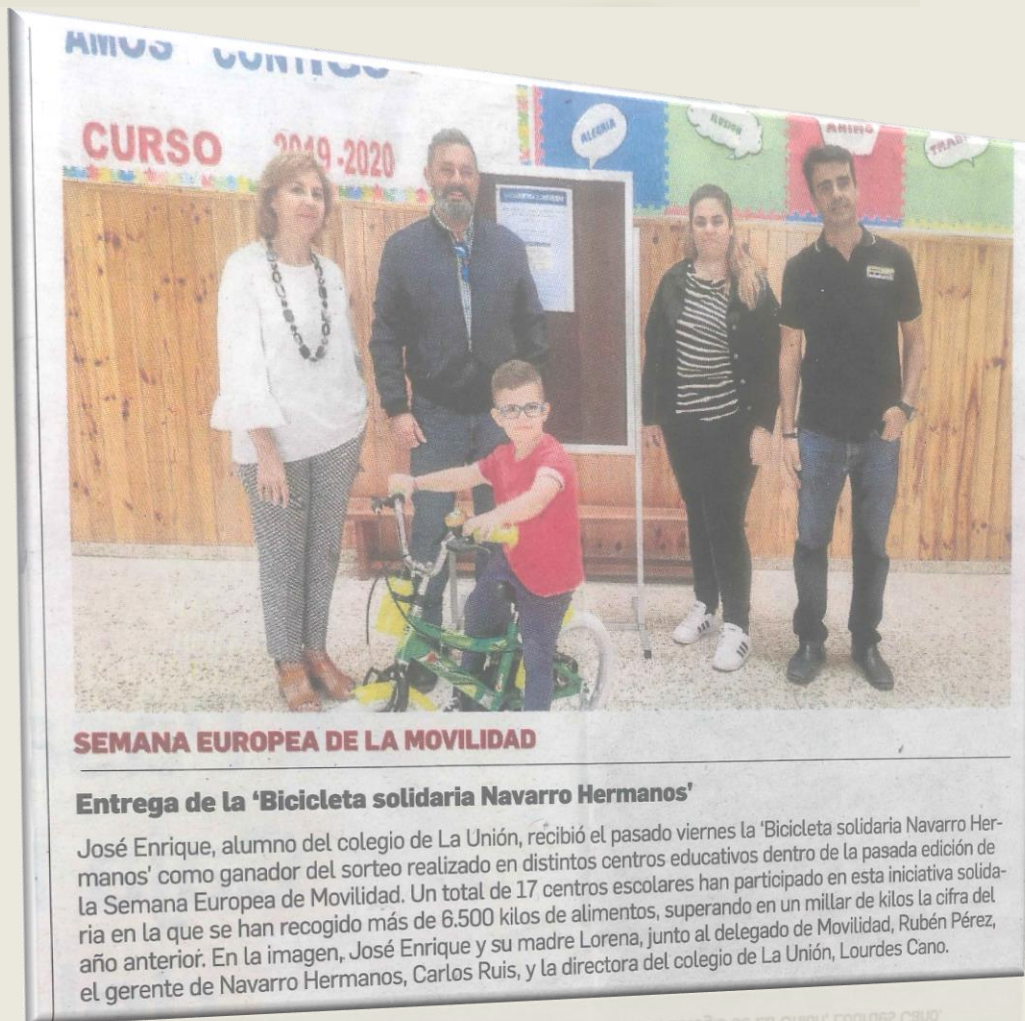 AMOS CONTIGO
CURSO 2019-2020
ALEGRIA
ILUSION
ANIMO
SEMANA EUROPEA DE LA MOVILIDAD
Entrega de la ‘Bicicleta solidaria Navarro Hermanos’
José Enrique, alumno del colegio de La Unión, recibió el pasado viernes la ‘Bicicleta solidaria Navarro Her-
manos’ como ganador del sorteo realizado en distintos centros educativos dentro de la pasada edición de
la Semana Europea de Movilidad. Un total de 17 centros escolares han participado en esta iniciativa solida-
ria en la que se han recogido más de 6.500 kilos de alimentos, superando en un millar de kilos la cifra del
año anterior. En la imagen, José Enrique y su madre Lorena, junto al delegado de Movilidad, Rubén Pérez,
el gerente de Navarro Hermanos, Carlos Ruis, y la directora del colegio de La Unión, Lourdes Cano.